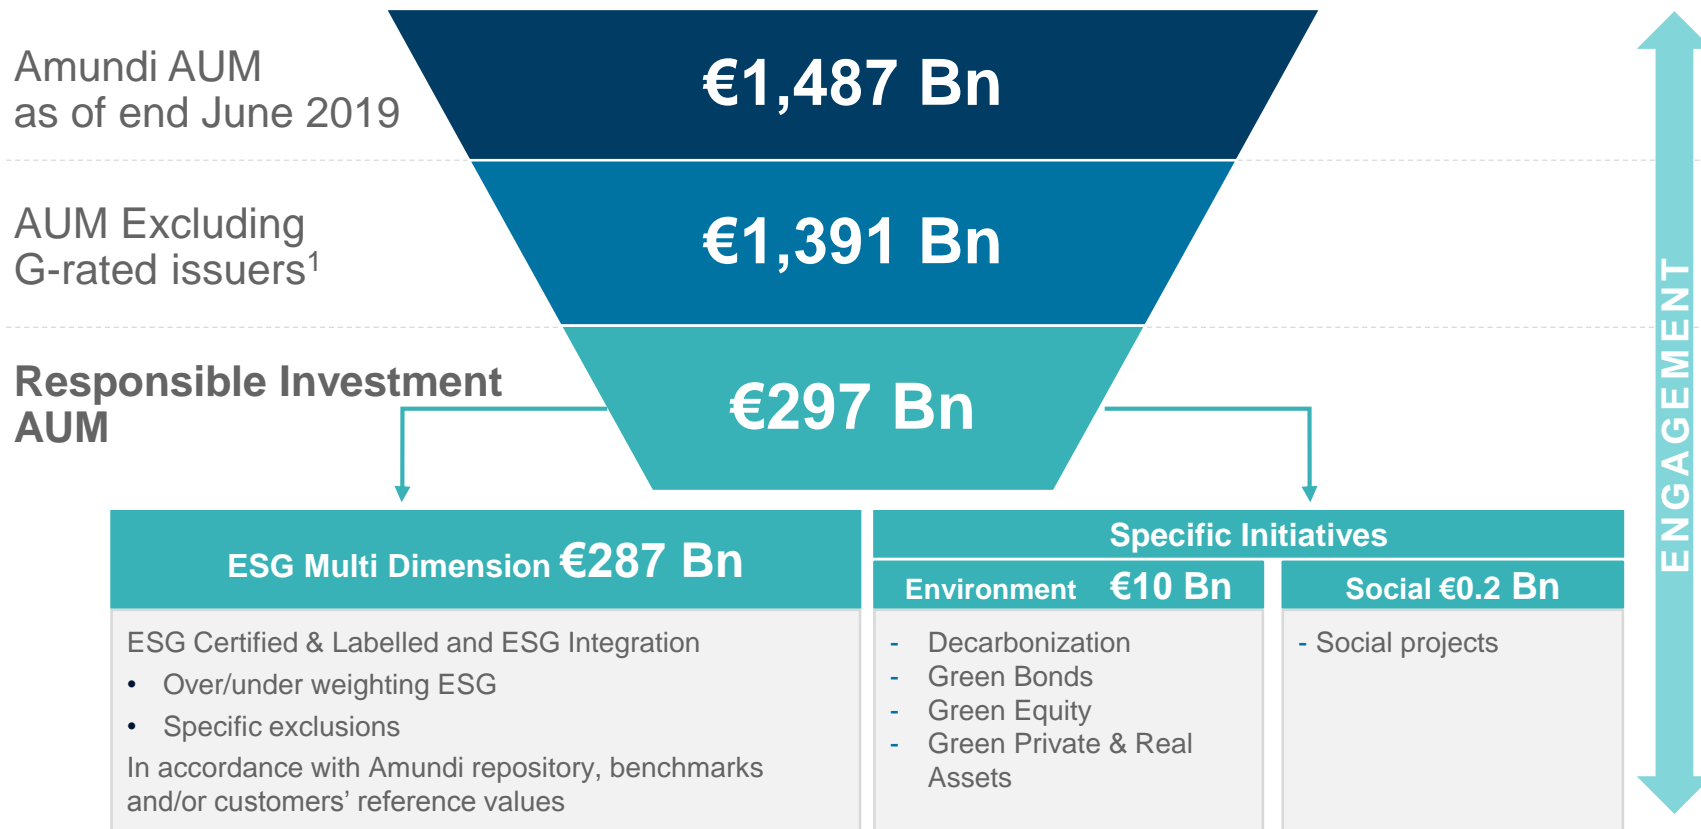 Amundi AUM
as of end June 2019
€1,487 Bn
AUM Excluding
G-rated issuers¹
€1,391 Bn
Responsible Investment
AUM
€297 Bn
ENGAGEMENT
ESG Multi Dimension €287 Bn
ESG Certified & Labelled and ESG Integration
• Over/under weighting ESG
• Specific exclusions
In accordance with Amundi repository, benchmarks
and/or customers’ reference values
Specific Initiatives
Environment €10 Bn
- Decarbonization
- Green Bonds
- Green Equity
- Green Private & Real
Assets
Social €0.2 Bn
- Social projects